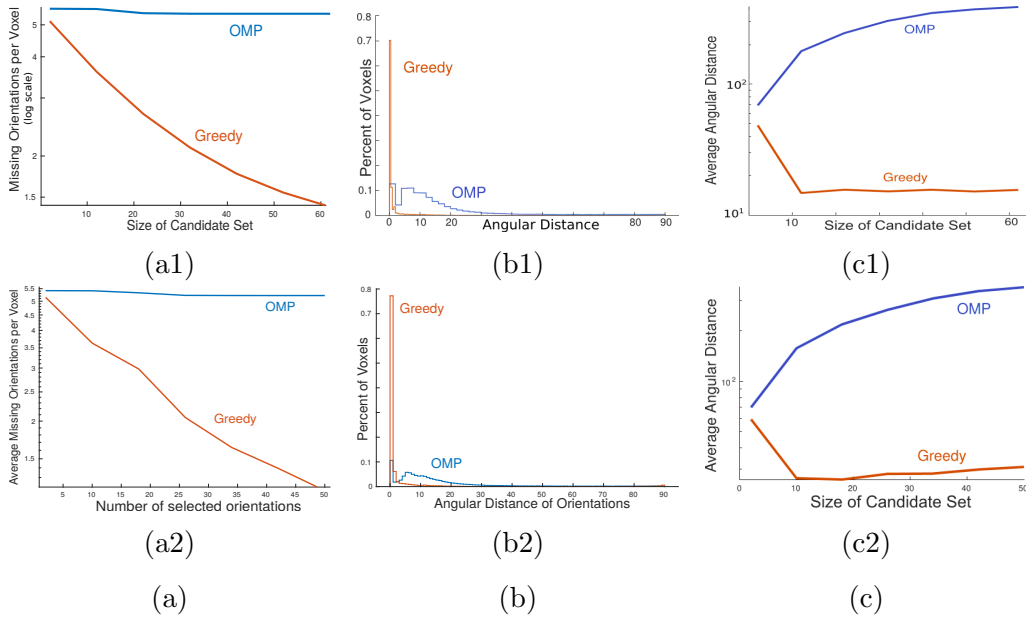 Missing Orientations per Voxel
(log scale)
5
4
2
1.5
OMP
Greedy
10 20 30 40 50 60
Size of Candidate Set
(a1)
Percent of Voxels
0.8
0.7
0.6
0.5
0.4
0.3
0.2
0.1
0
Greedy
OMP
0 10 20 30 40 50 60 70 80 90
Angular Distance
(b1)
Average Angular Distance
10²
10¹
OMP
Greedy
10 20 30 40 50 60
Size of Candidate Set
(c1)
Average Missing Orientations per Voxel
5.5
5
4.5
4
3.5
3
2.5
2
1.5
OMP
Greedy
5 10 15 20 25 30 35 40 45 50
Number of selected orientations
(a2)
Percent of Voxels
0.8
0.7
0.6
0.5
0.4
0.3
0.2
0.1
0
Greedy
OMP
0 10 20 30 40 50 60 70 80 90
Angular Distance of Orientations
(b2)
Average Angular Distance
10²
OMP
Greedy
0 10 20 30 40 50
Size of Candidate Set
(c2)
(a) (b) (c)